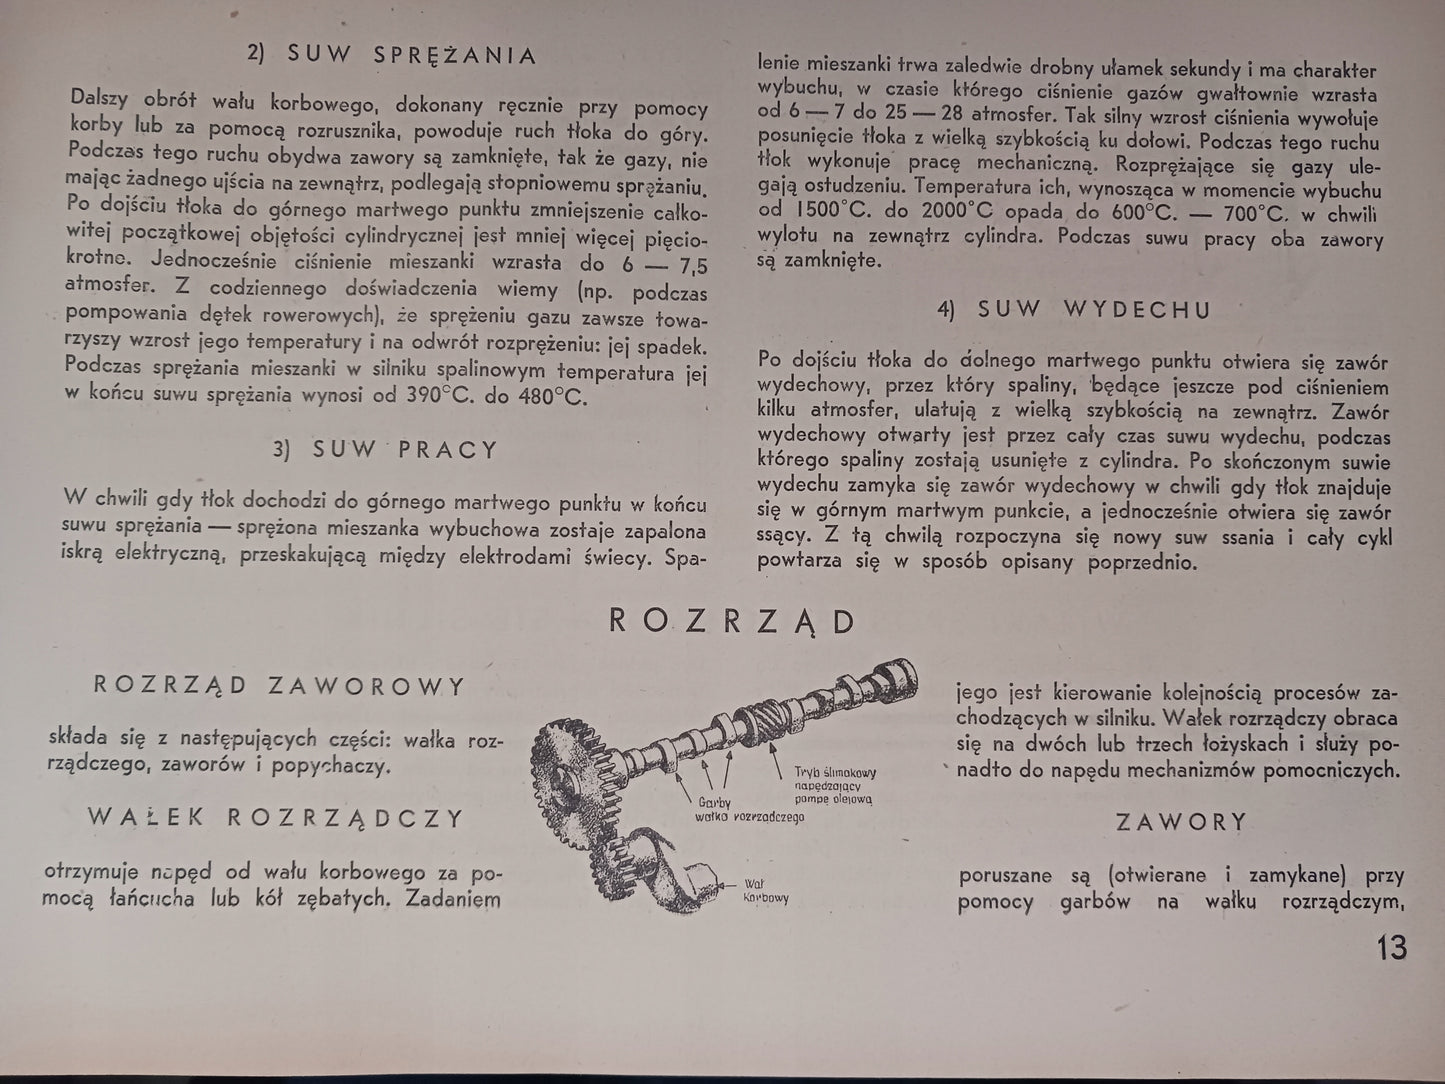 2) SUW SPRĘŻANIA
Dalszy obrót wału korbowego, dokonany ręcznie przy pomocy
korby lub za pomocą rozrusznika, powoduje ruch tłoka do góry.
Podczas tego ruchu obydwa zawory są zamknięte, tak że gazy, nie
mając żadnego ujścia na zewnątrz, podlegają stopniowemu sprężaniu.
Po dojściu tłoka do górnego martwego punktu zmniejszenie całko-
witej początkowej objętości cylindrycznej jest mniej więcej pięcio-
krotne. Jednocześnie ciśnienie mieszanki wzrasta do 6 — 7,5
atmosfer. Z codziennego doświadczenia wiemy (np. podczas
pompowania dętek rowerowych), że sprężeniu gazu zawsze towa-
rzyszy wzrost jego temperatury i na odwrót rozprężeniu: jej spadek.
Podczas sprężania mieszanki w silniku spalinowym temperatura jej
w końcu suwu sprężania wynosi od 390°C. do 480°C.
3) SUW PRACY
W chwili gdy tłok dochodzi do górnego martwego punktu w końcu
suwu sprężania — sprężona mieszanka wybuchowa zostaje zapalona
iskrą elektryczną, przeskakującą między elektrodami świecy. Spa-
lenie mieszanki trwa zaledwie drobny ułamek sekundy i ma charakter
wybuchu, w czasie którego ciśnienie gazów gwałtownie wzrasta
od 6 — 7 do 25 — 28 atmosfer. Tak silny wzrost ciśnienia wywołuje
posunięcie tłoka z wielką szybkością ku dołowi. Podczas tego ruchu
tłok wykonuje pracę mechaniczną. Rozprężające się gazy ule-
gają ostudzeniu. Temperatura ich, wynosząca w momencie wybuchu
od 1500°C. do 2000°C opada do 600°C. — 700°C. w chwili
wylotu na zewnątrz cylindra. Podczas suwu pracy oba zawory
są zamknięte.
4) SUW WYDECHU
Po dojściu tłoka do dolnego martwego punktu otwiera się zawór
wydechowy, przez który spaliny, będące jeszcze pod ciśnieniem
kilku atmosfer, ulatują z wielką szybkością na zewnątrz. Zawór
wydechowy otwarty jest przez cały czas suwu wydechu, podczas
którego spaliny zostają usunięte z cylindra. Po skończonym suwie
wydechu zamyka się zawór wydechowy w chwili gdy tłok znajduje
się w górnym martwym punkcie, a jednocześnie otwiera się zawór
ssący. Z tą chwilą rozpoczyna się nowy suw ssania i cały cykl
powtarza się w sposób opisany poprzednio.
ROZRZĄD
ROZRZĄD ZAWOROWY
składa się z następujących części: wałka roz-
rządczego, zaworów i popychaczy.
WAŁEK ROZRZĄDCZY
otrzymuje napęd od wału korbowego za po-
mocą łańcucha lub kół zębatych. Zadaniem
Tryb ślimakowy
napędzający
pompę olejową
Garby
wałka rozrządczego
Wał
korbowy
jego jest kierowanie kolejnością procesów za-
chodzących w silniku. Wałek rozrządczy obraca
się na dwóch lub trzech łożyskach i służy po-
nadto do napędu mechanizmów pomocniczych.
ZAWORY
poruszane są (otwierane i zamykane) przy
pomocy garbów na wałku rozrządczym,
13